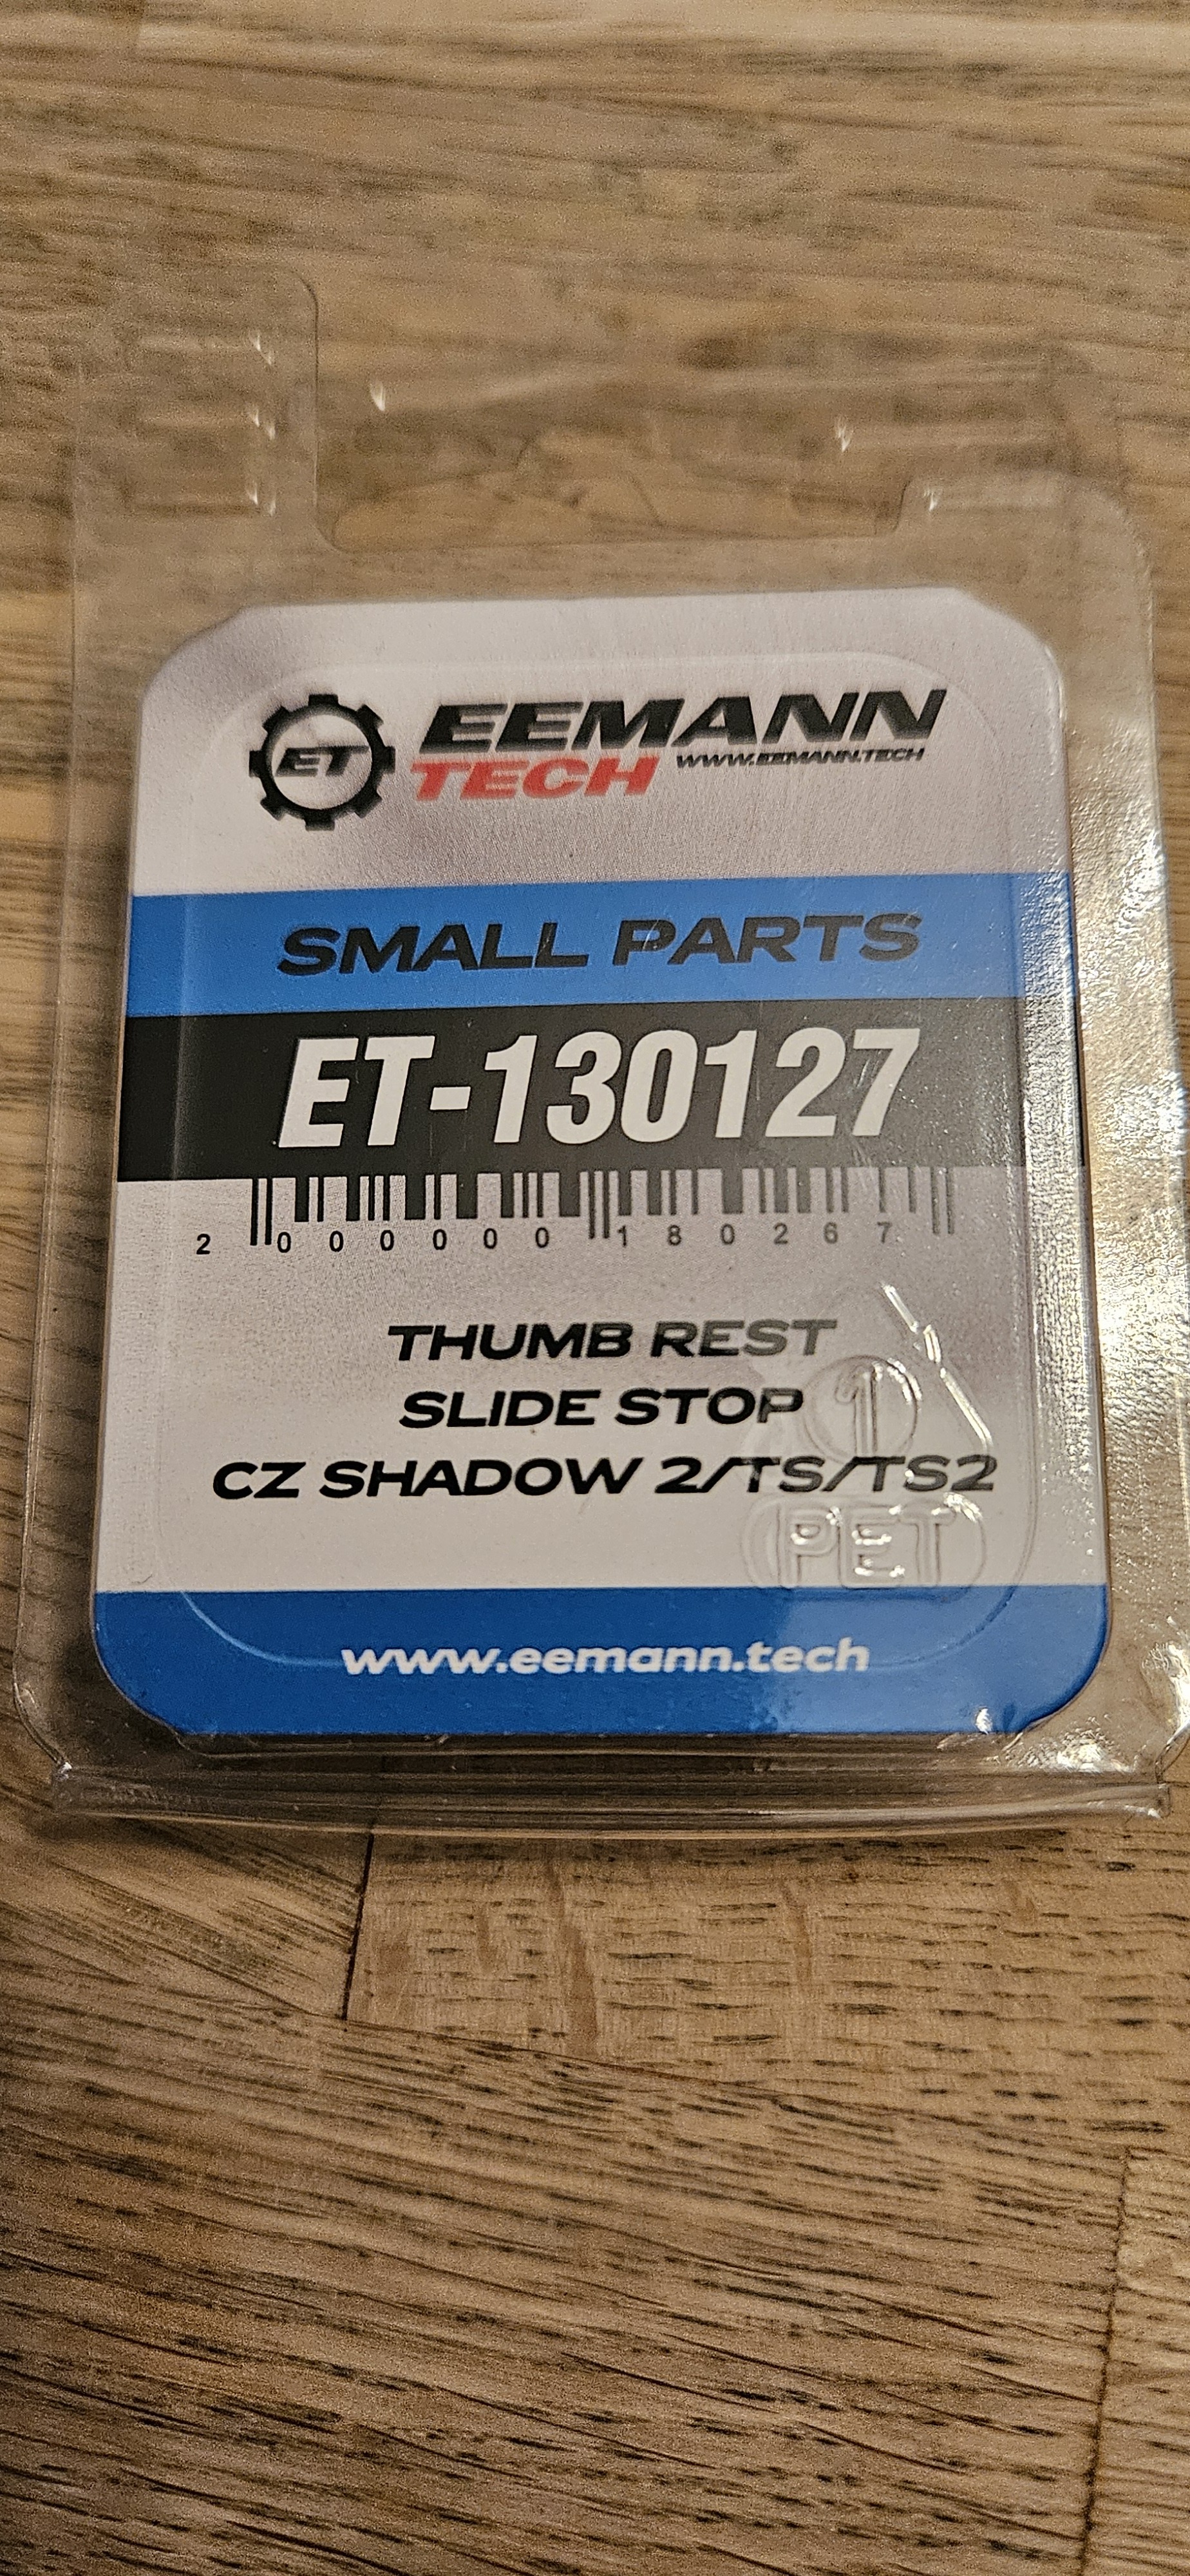 ET
EEMANN
TECH WWW.EEMANN.TECH
SMALL PARTS
ET-130127
2 000000 180267
THUMB REST
SLIDE STOP
CZ SHADOW 2/TS/TS2
1
PET
www.eemann.tech